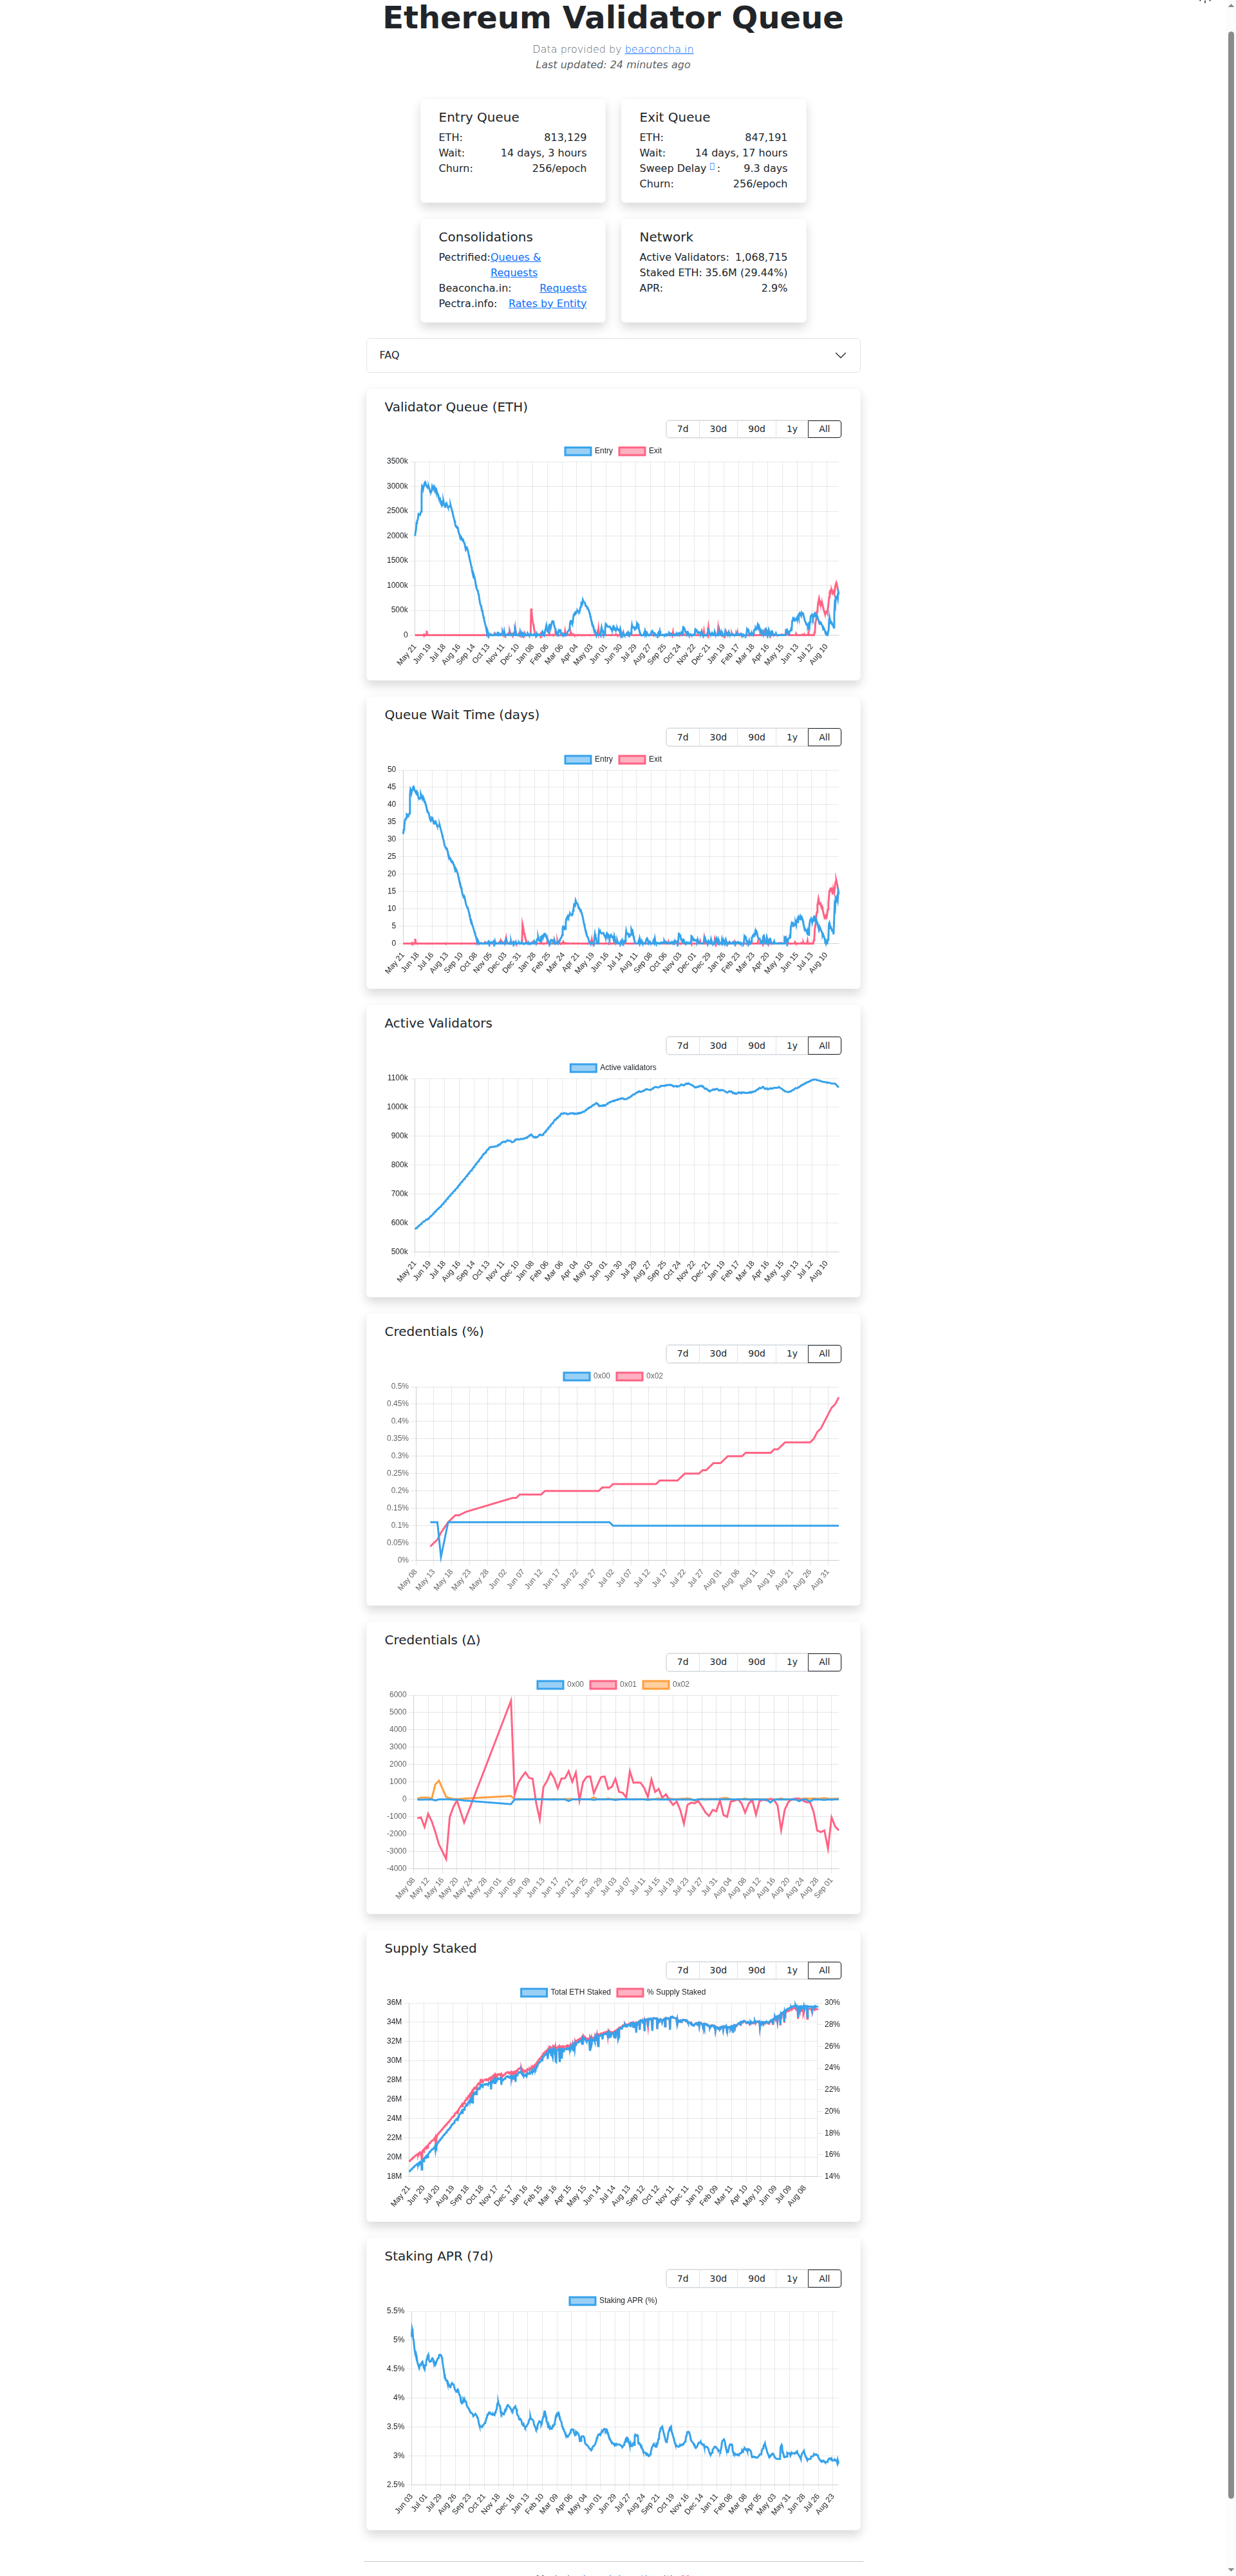 Ethereum Validator Queue
Data provided by beaconcha.in
Last updated: 24 minutes ago
Entry Queue
ETH: 813,129
Wait: 14 days, 3 hours
Churn: 256/epoch
Exit Queue
ETH: 847,191
Wait: 14 days, 17 hours
Sweep Delay : 9.3 days
Churn: 256/epoch
Consolidations
Pectrified: Queues &
Requests
Beaconcha.in: Requests
Pectra.info: Rates by Entity
Network
Active Validators: 1,068,715
Staked ETH: 35.6M (29.44%)
APR: 2.9%
FAQ
Validator Queue (ETH)
7d 30d 90d 1y All
Entry Exit
3500k
3000k
2500k
2000k
1500k
1000k
500k
0
May 21 Jun 19 Jul 18 Aug 16 Sep 14 Oct 13 Nov 11 Dec 10 Jan 08 Feb 06 Mar 06 Apr 04 May 03 Jun 01 Jun 30 Jul 29 Aug 27 Sep 25 Oct 24 Nov 22 Dec 21 Jan 19 Feb 17 Mar 18 Apr 16 May 15 Jun 13 Jul 12 Aug 10
Queue Wait Time (days)
7d 30d 90d 1y All
Entry Exit
50
45
40
35
30
25
20
15
10
5
0
May 21 Jun 18 Jul 16 Aug 13 Sep 10 Oct 08 Nov 05 Dec 03 Dec 31 Jan 28 Feb 25 Mar 24 Apr 21 May 19 Jun 16 Jul 14 Aug 11 Sep 08 Oct 06 Nov 03 Dec 01 Dec 29 Jan 26 Feb 23 Mar 23 Apr 20 May 18 Jun 15 Jul 13 Aug 10
Active Validators
7d 30d 90d 1y All
Active validators
1100k
1000k
900k
800k
700k
600k
500k
May 21 Jun 19 Jul 18 Aug 16 Sep 14 Oct 13 Nov 11 Dec 10 Jan 08 Feb 06 Mar 06 Apr 04 May 03 Jun 01 Jun 30 Jul 29 Aug 27 Sep 25 Oct 24 Nov 22 Dec 21 Jan 19 Feb 17 Mar 18 Apr 16 May 15 Jun 13 Jul 12 Aug 10
Credentials (%)
7d 30d 90d 1y All
0x00 0x02
0.5%
0.45%
0.4%
0.35%
0.3%
0.25%
0.2%
0.15%
0.1%
0.05%
0%
May 08 May 13 May 18 May 23 May 28 Jun 02 Jun 07 Jun 12 Jun 17 Jun 22 Jun 27 Jul 02 Jul 07 Jul 12 Jul 17 Jul 22 Jul 27 Aug 01 Aug 06 Aug 11 Aug 16 Aug 21 Aug 26 Aug 31
Credentials (Δ)
7d 30d 90d 1y All
0x00 0x01 0x02
6000
5000
4000
3000
2000
1000
0
-1000
-2000
-3000
-4000
May 08 May 12 May 16 May 20 May 24 May 28 Jun 01 Jun 05 Jun 09 Jun 13 Jun 17 Jun 21 Jun 25 Jun 29 Jul 03 Jul 07 Jul 11 Jul 15 Jul 19 Jul 23 Jul 27 Jul 31 Aug 04 Aug 08 Aug 12 Aug 16 Aug 20 Aug 24 Aug 28 Sep 01
Supply Staked
7d 30d 90d 1y All
Total ETH Staked % Supply Staked
36M 30%
34M 28%
32M 26%
30M 24%
28M 22%
26M 20%
24M 18%
22M 16%
20M 14%
18M
May 21 Jun 20 Jul 20 Aug 19 Sep 18 Oct 18 Nov 17 Dec 17 Jan 16 Feb 15 Mar 16 Apr 15 May 15 Jun 14 Jul 14 Aug 13 Sep 12 Oct 12 Nov 11 Dec 11 Jan 10 Feb 09 Mar 11 Apr 10 May 10 Jun 09 Jul 09 Aug 08
Staking APR (7d)
7d 30d 90d 1y All
Staking APR (%)
5.5%
5%
4.5%
4%
3.5%
3%
2.5%
Jun 03 Jul 01 Jul 29 Aug 26 Sep 23 Oct 21 Nov 18 Dec 16 Jan 13 Feb 10 Mar 09 Apr 06 May 04 Jun 01 Jun 29 Jul 27 Aug 24 Sep 21 Oct 19 Nov 16 Dec 14 Jan 11 Feb 08 Mar 08 Apr 05 May 03 May 31 Jun 28 Jul 26 Aug 23